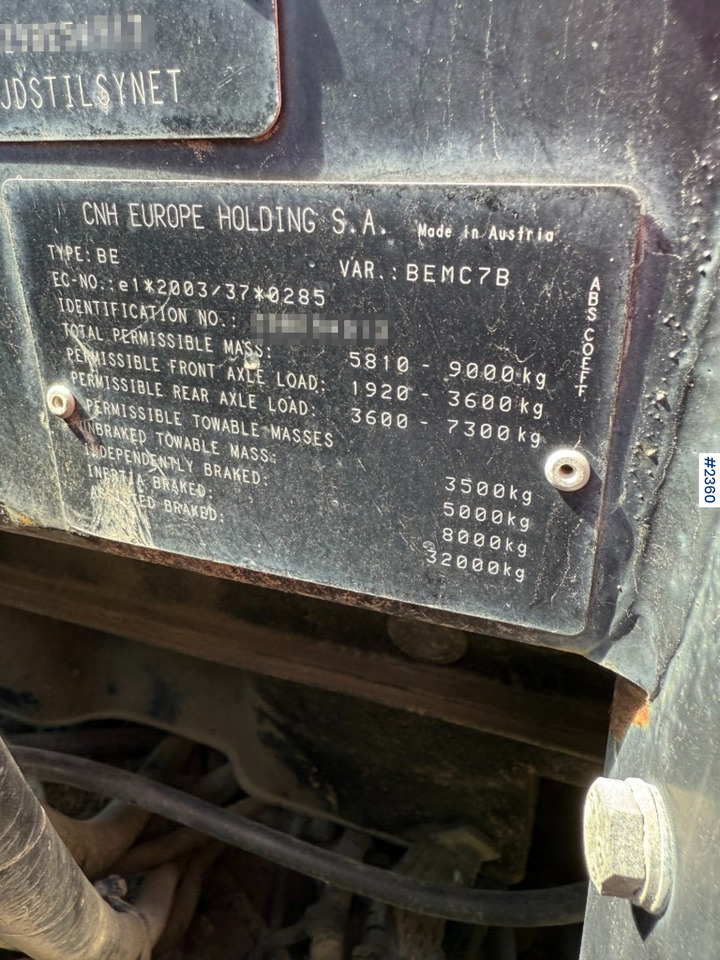 JDSTILSYNET
CNH EUROPE HOLDING S.A. Made in Austria
TYPE: BE VAR.: BEMC7B
EC-NO.: e1*2003/37*0285
IDENTIFICATION NO.:
TOTAL PERMISSIBLE MASS: 5810 - 9000kg
PERMISSIBLE FRONT AXLE LOAD: 1920 - 3600kg
PERMISSIBLE REAR AXLE LOAD: 3600 - 7300kg
PERMISSIBLE TOWABLE MASSES
UNBRAKED TOWABLE MASS: 3500kg
INDEPENDENTLY BRAKED: 5000kg
INERTIA BRAKED: 8000kg
ASSISTED BRAKED: 32000kg
ABS COEFF
#2360